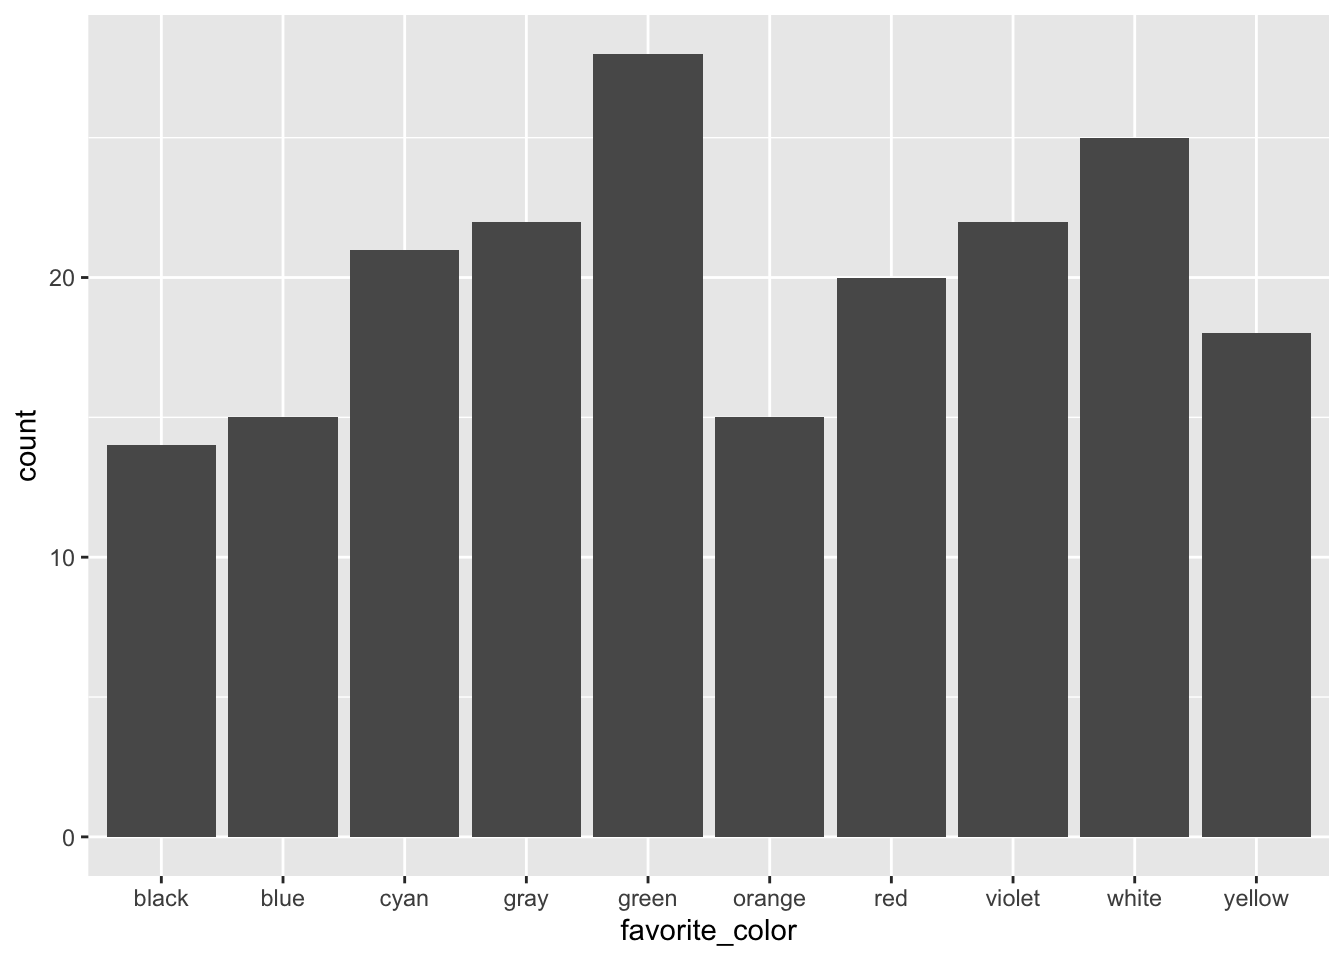 count
20
10
0
black blue cyan gray green orange red violet white yellow
favorite_color